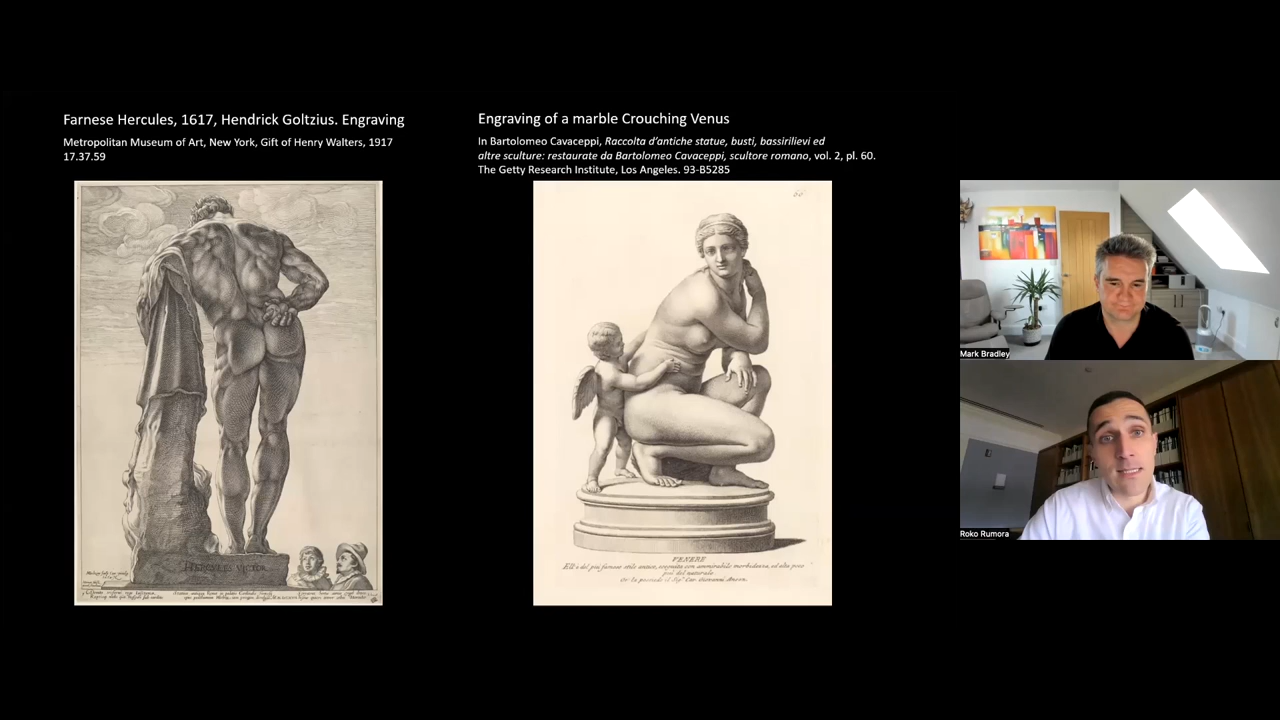 Farnese Hercules, 1617, Hendrick Goltzius. Engraving
Metropolitan Museum of Art, New York, Gift of Henry Walters, 1917
17.37.59
Engraving of a marble Crouching Venus
In Bartolomeo Cavaceppi, Raccolta d'antiche statue, busti, bassirilievi ed
altre sculture: restaurate da Bartolomeo Cavaceppi, scultore romano, vol. 2, pl. 60.
The Getty Research Institute, Los Angeles. 93-B5285
HERCULES VICTOR
60
VENERE
Mark Bradley
Roko Rumora